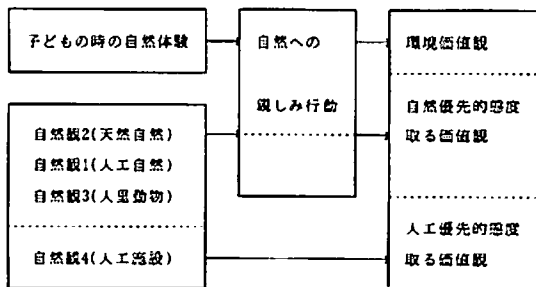 子どもの時の自然体験
自然への
親しみ行動
環境価値観
自然優先的態度
取る価値観
人工優先的態度
取る価値観
自然観2(天然自然)
自然観1(人工自然)
自然観3(人里動物)
自然観4(人工施設)